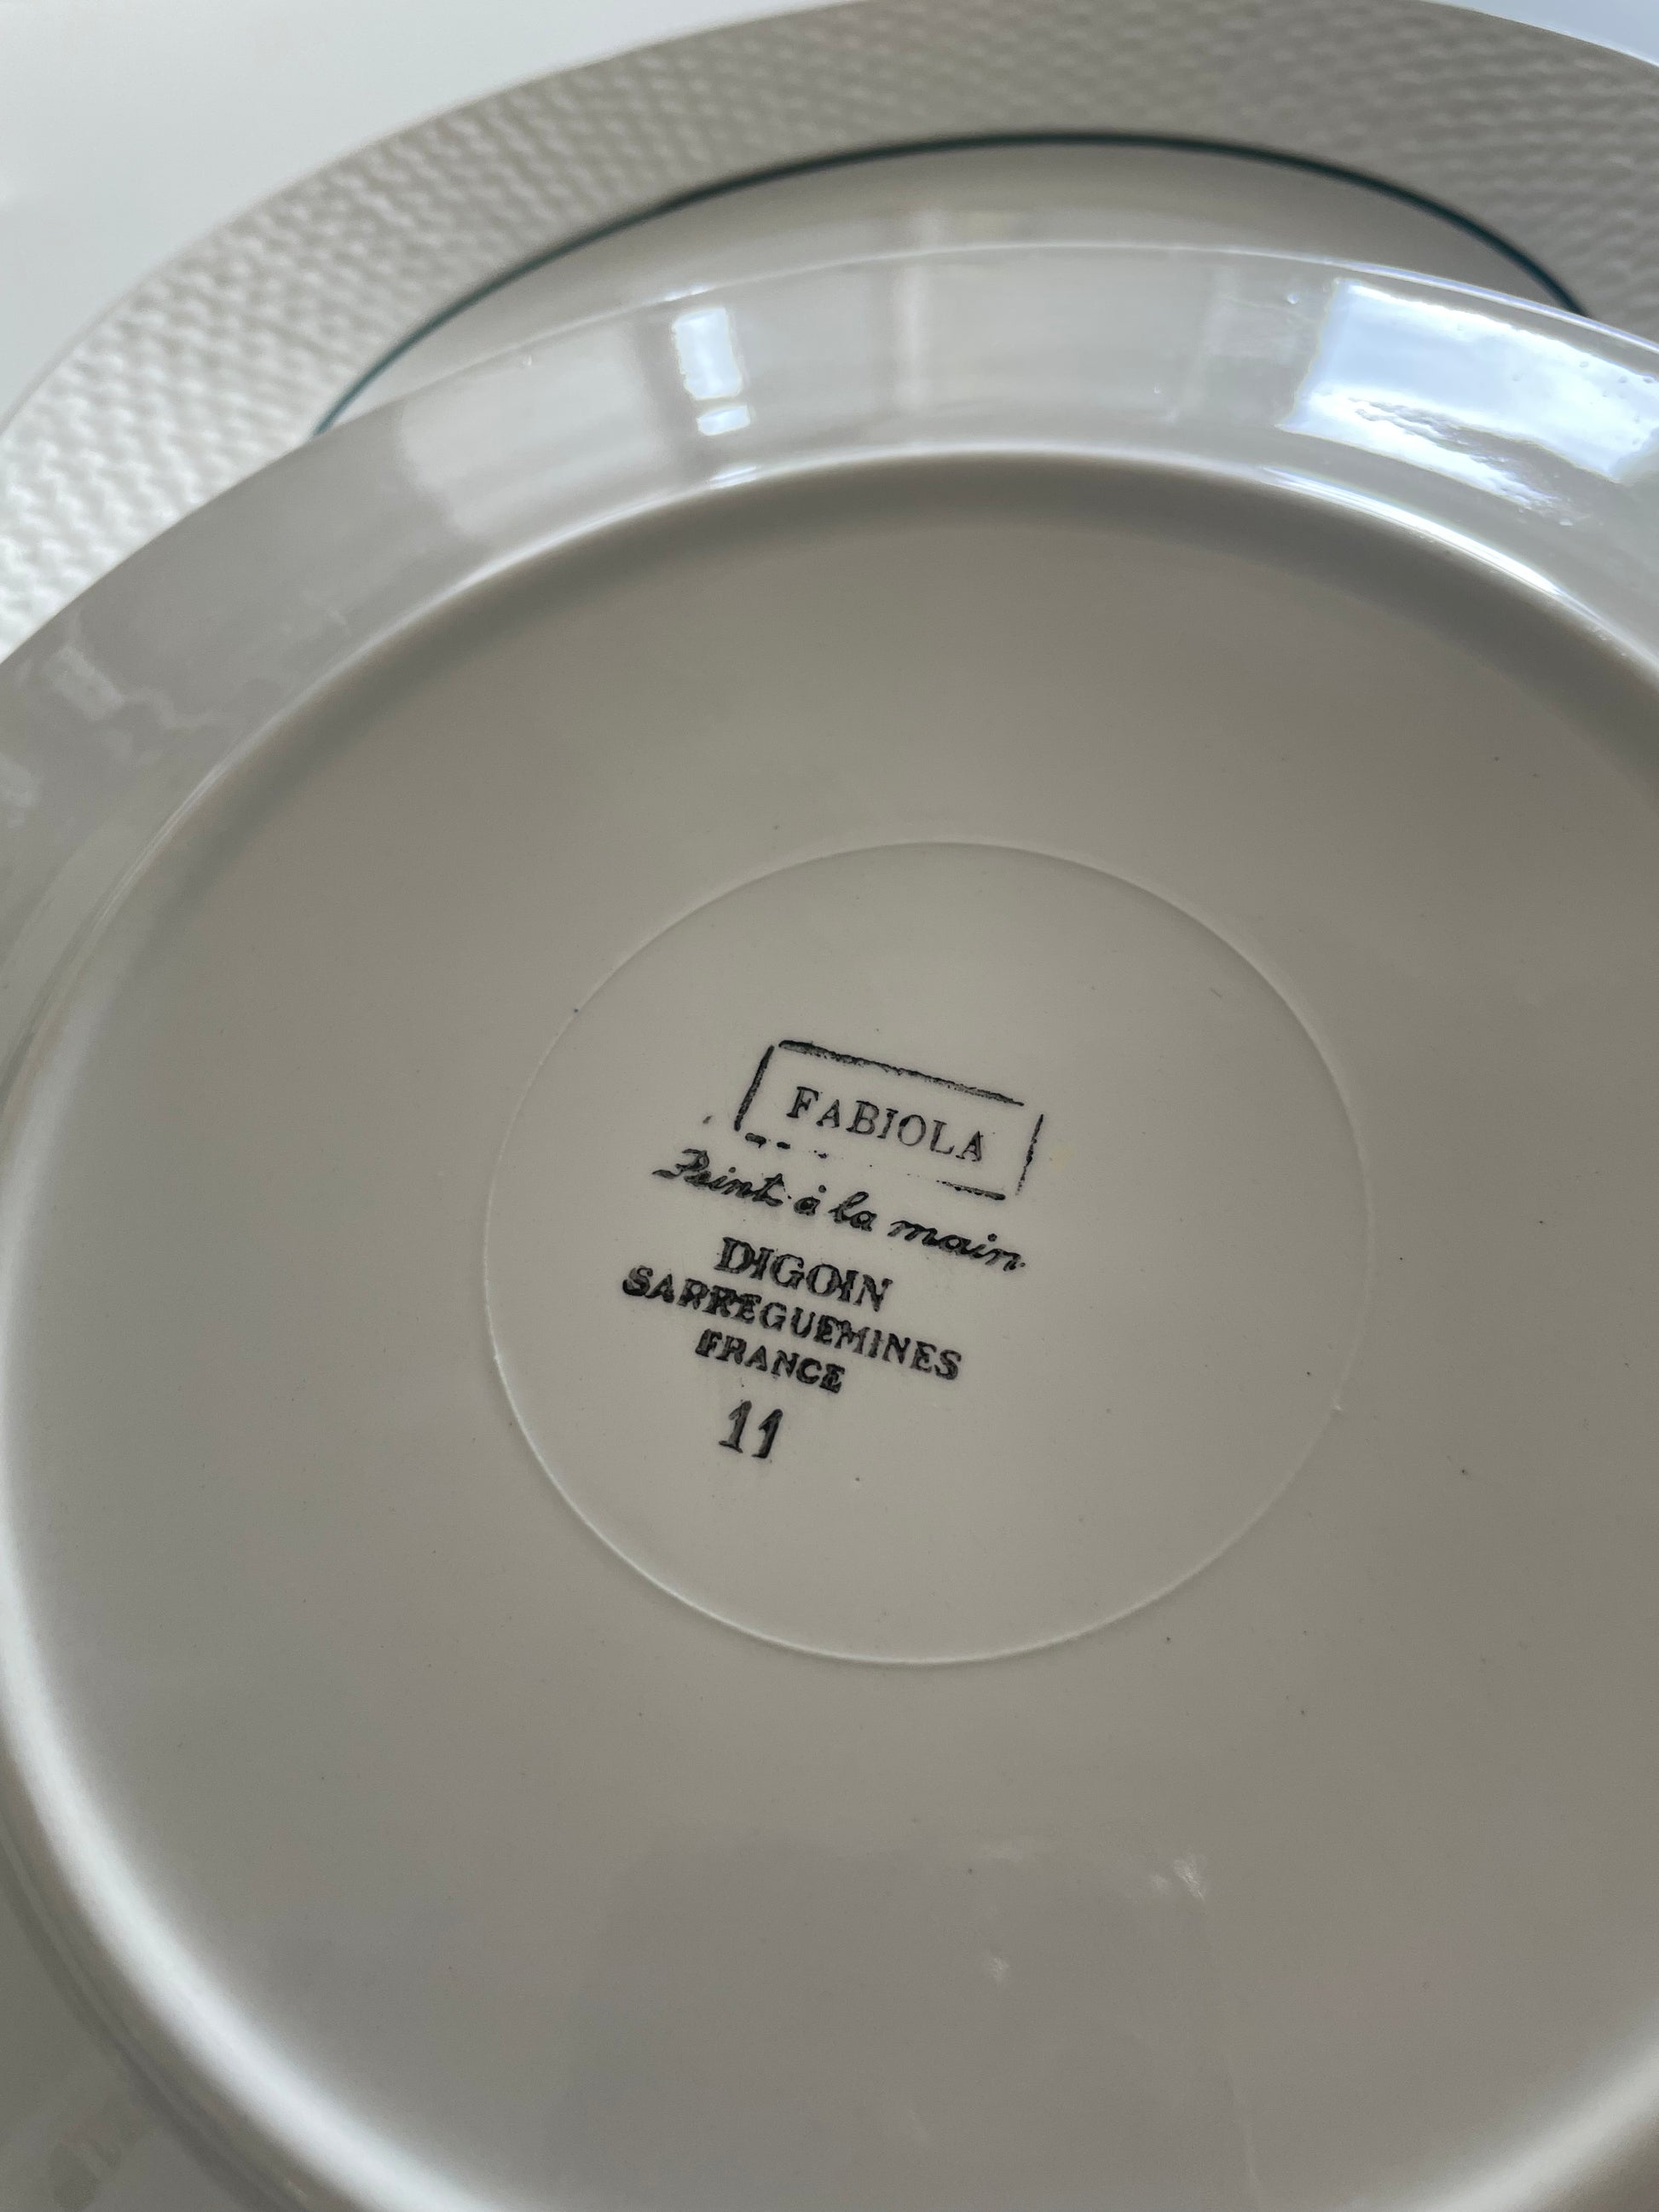 FABIOLA
Peint à la main
DIGOIN
SARREGUEMINES
FRANCE
11